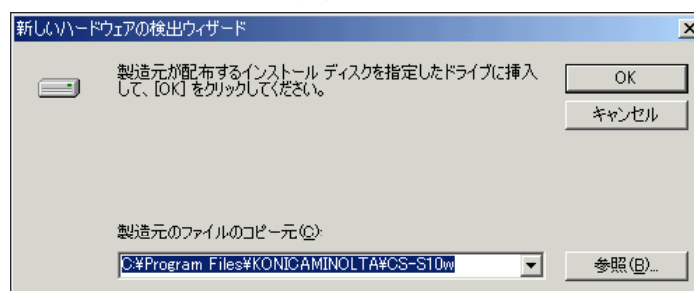 新しいハードウェアの検出ウィザード
製造元が配布するインストール ディスクを指定したドライブに挿入
して、[OK] をクリックしてください。
OK
キャンセル
製造元のファイルのコピー元(C):
C:¥Program Files¥KONICAMINOLTA¥CS-S10w
参照(B)...